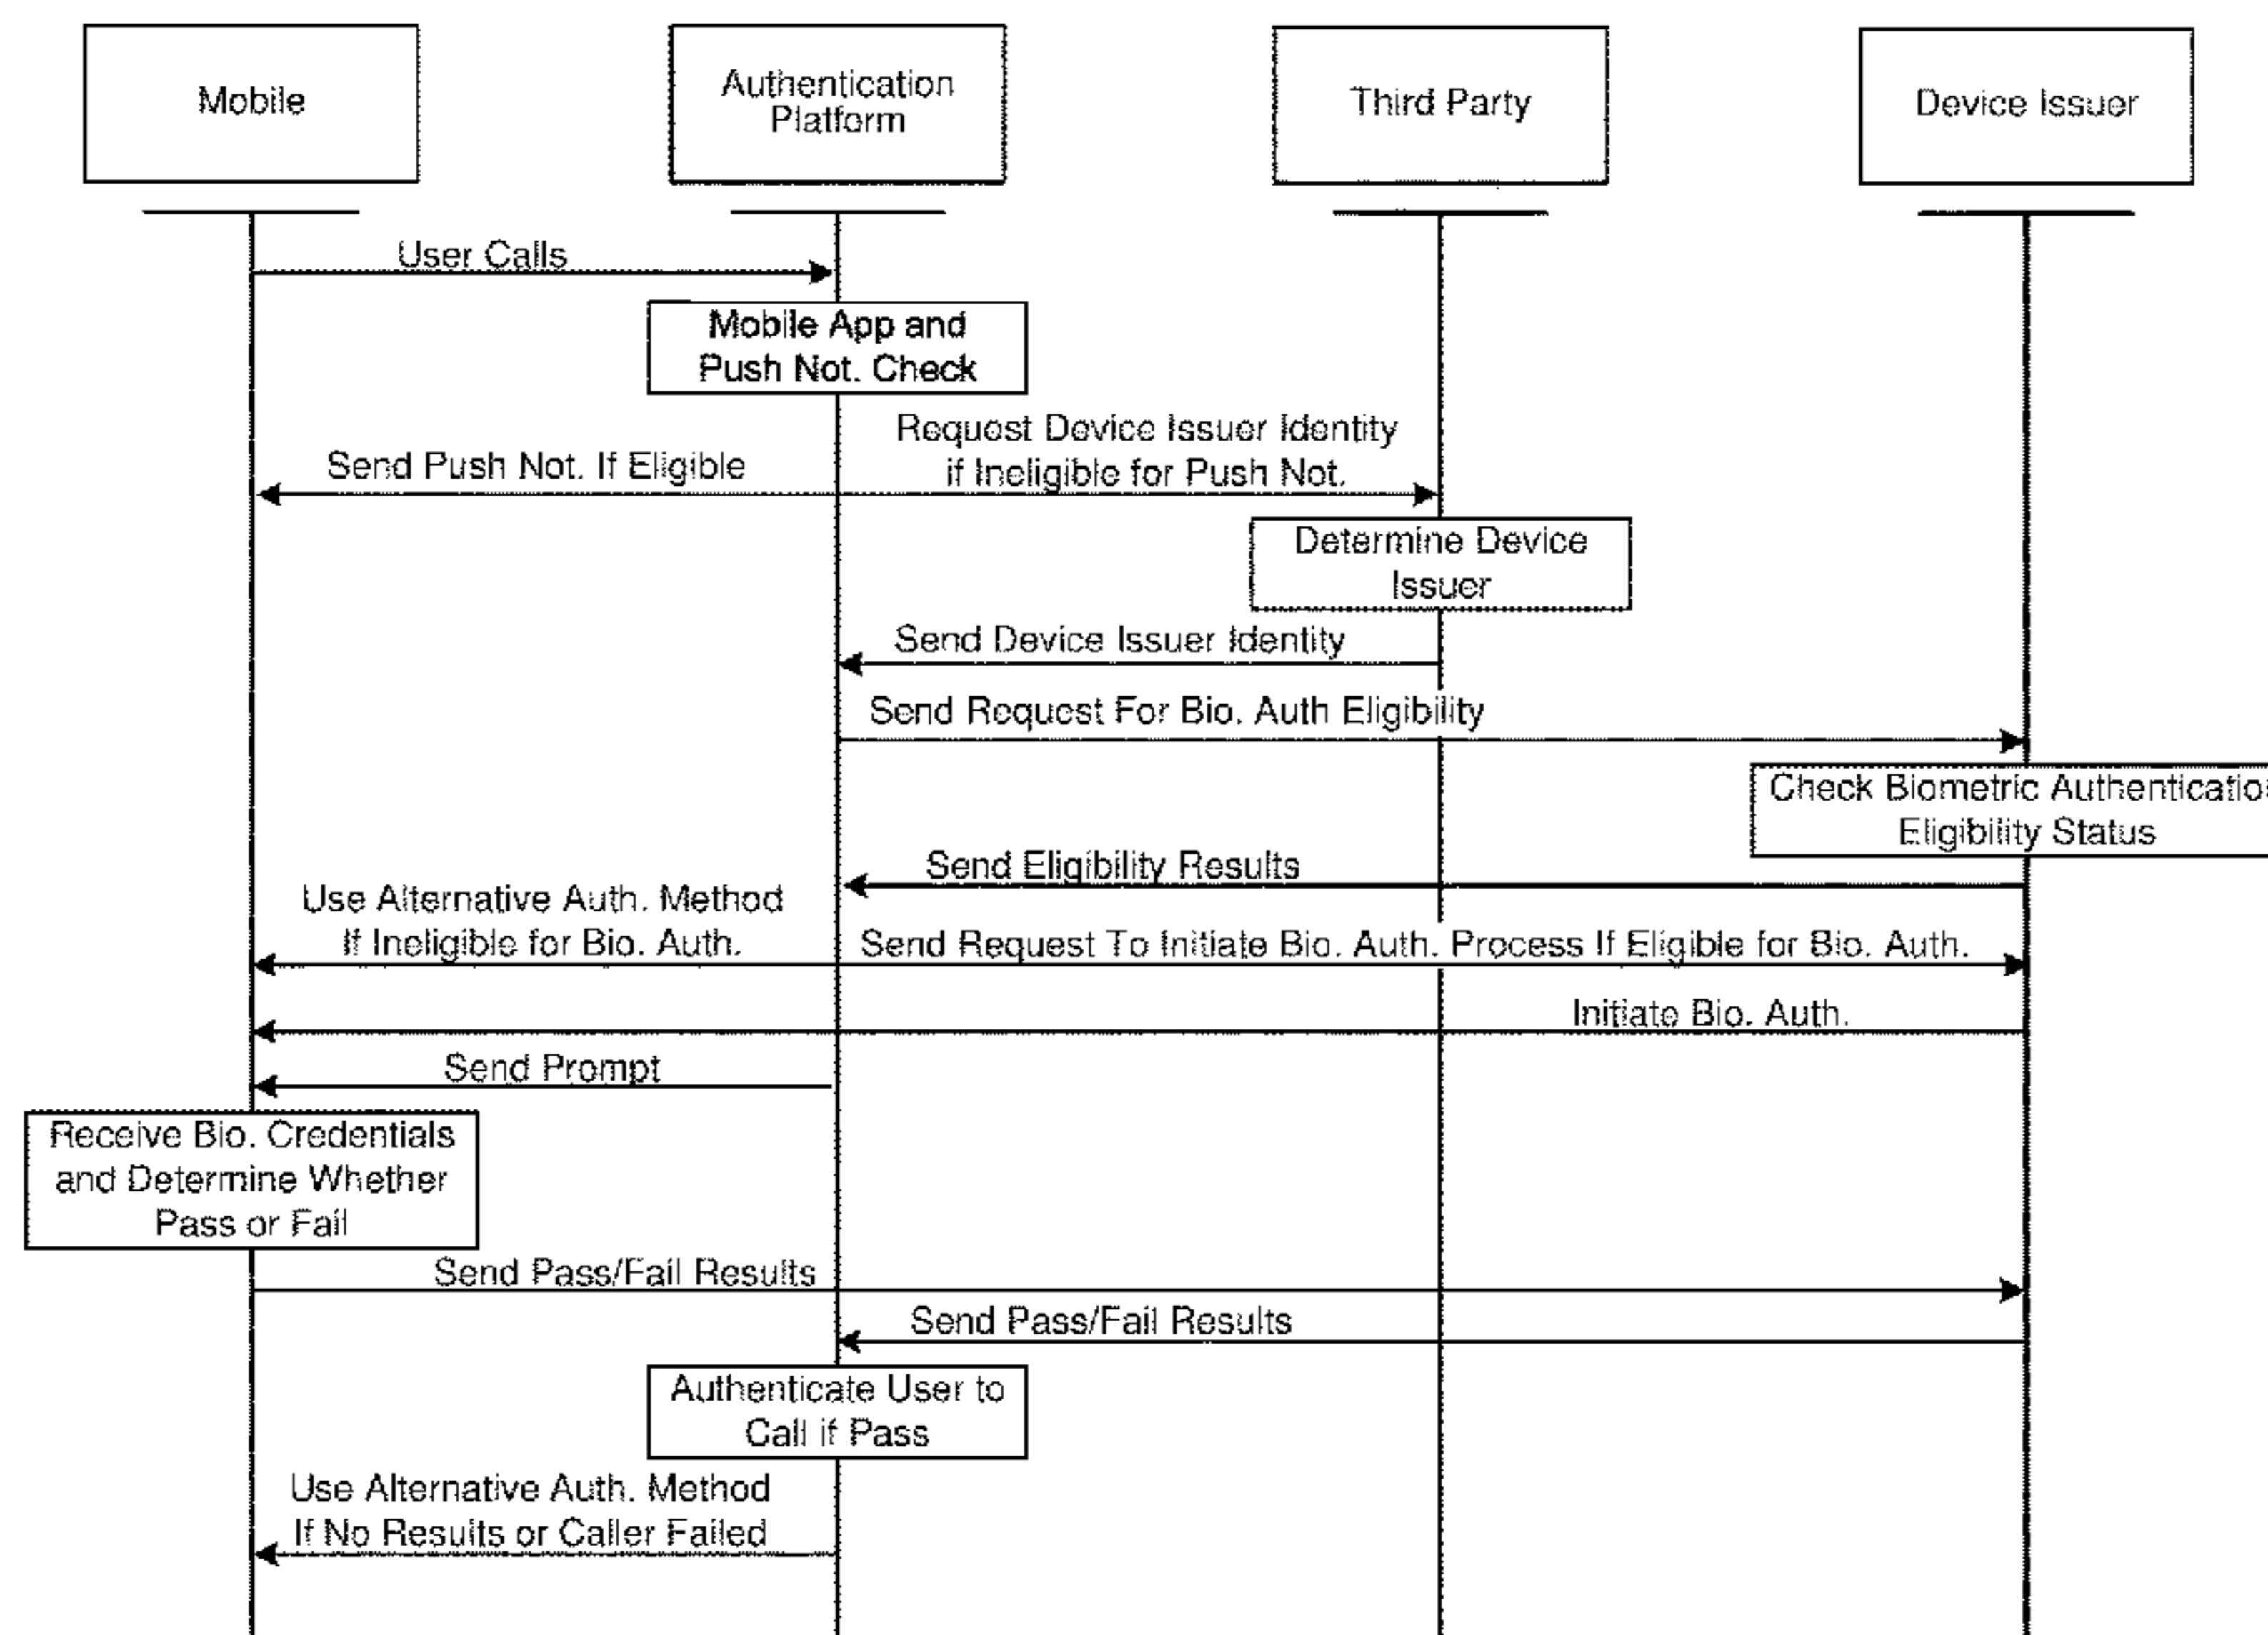 Mobile
Authentication
Platform
Third Party
Device Issuer
User Calls
Mobile App and
Push Not. Check
Send Push Not. If Eligible
Request Device Issuer Identity
if Ineligible for Push Not.
Determine Device
Issuer
Send Device Issuer Identity
Send Request For Bio. Auth Eligibility
Check Biometric Authenticatio
Eligibility Status
Send Eligibility Results
Use Alternative Auth. Method
If Ineligible for Bio. Auth.
Send Request To Initiate Bio. Auth. Process If Eligible for Bio. Auth.
Initiate Bio. Auth.
Send Prompt
Receive Bio. Credentials
and Determine Whether
Pass or Fail
Send Pass/Fail Results
Send Pass/Fail Results
Authenticate User to
Call if Pass
Use Alternative Auth. Method
If No Results or Caller Failed